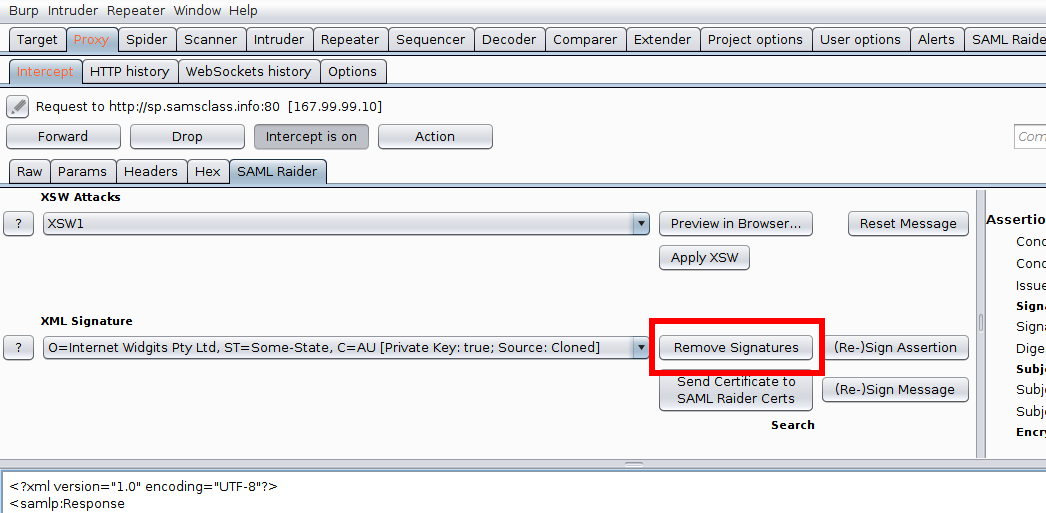 Burp Intruder Repeater Window Help
Target Proxy Spider Scanner Intruder Repeater Sequencer Decoder Comparer Extender Project options User options Alerts SAML Raide
Intercept HTTP history WebSockets history Options
Request to http://sp.samsclass.info:80 [167.99.99.10]
Forward Drop Intercept is on Action Com
Raw Params Headers Hex SAML Raider
XSW Attacks
? XSW1 Preview in Browser... Reset Message
Apply XSW
XML Signature
? O=Internet Widgits Pty Ltd, ST=Some-State, C=AU [Private Key: true; Source: Cloned] Remove Signatures (Re-)Sign Assertion
Send Certificate to
SAML Raider Certs
(Re-)Sign Message
Search
Assertio
Cond
Cond
Issue
Signa
Signa
Diges
Subje
Subje
Subje
Encry
<?xml version="1.0" encoding="UTF-8"?>
<samlp:Response